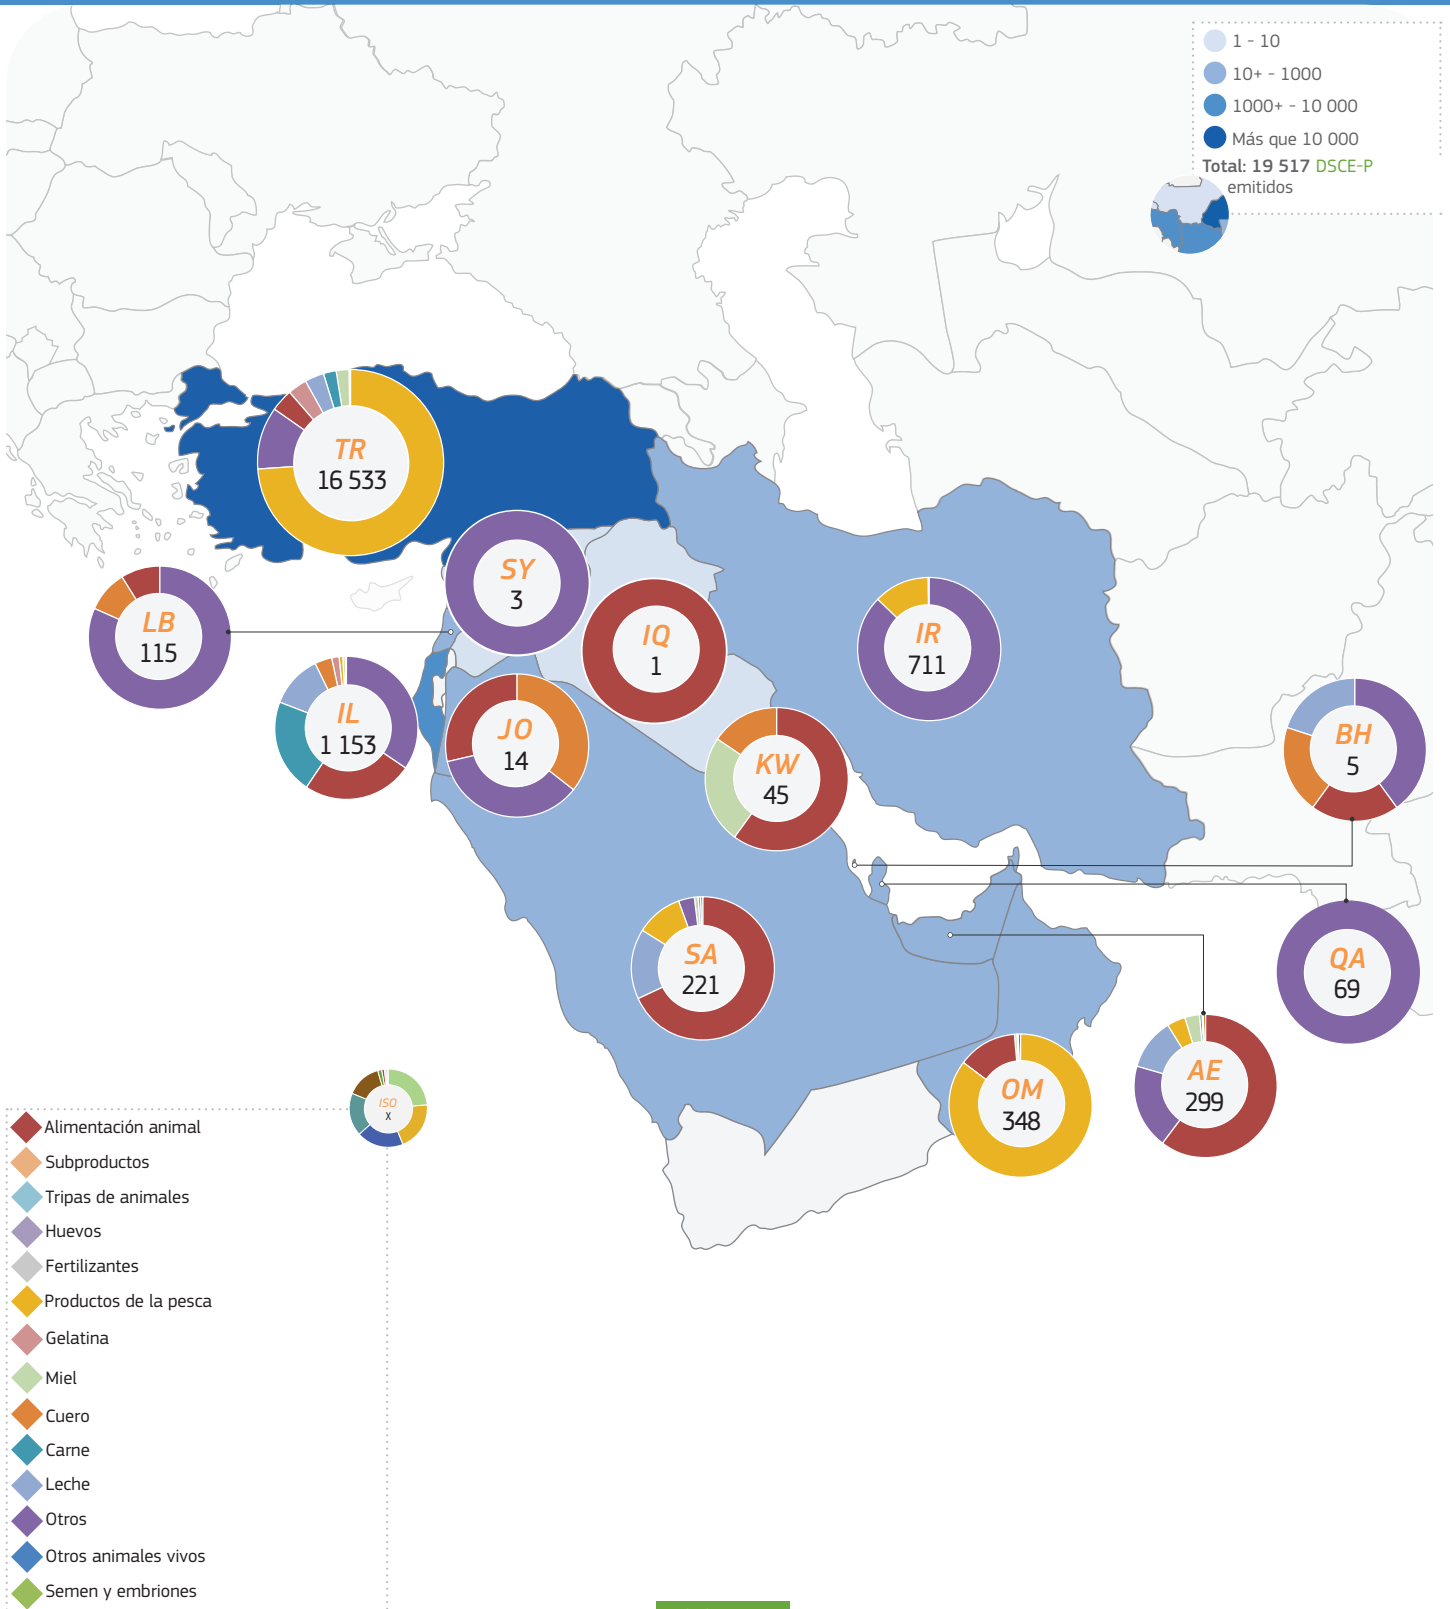 1 - 10
10+ - 1000
1000+ - 10 000
Más que 10 000
Total: 19 517 DSCE-P
emitidos
TR
16 533
SY
3
LB
115
IQ
1
IR
711
IL
1 153
JO
14
KW
45
BH
5
SA
221
QA
69
OM
348
AE
299
ISO
X
Alimentación animal
Subproductos
Tripas de animales
Huevos
Fertilizantes
Productos de la pesca
Gelatina
Miel
Cuero
Carne
Leche
Otros
Otros animales vivos
Semen y embriones